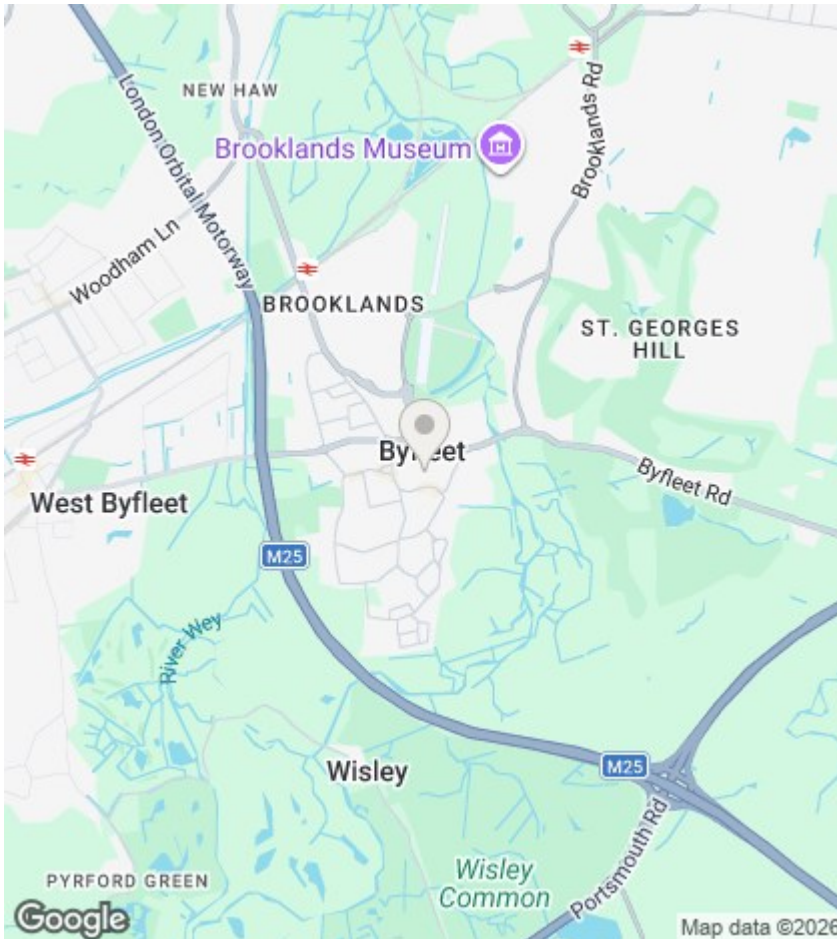 London Orbital Motorway
NEW HAW
Brooklands Museum
Brooklands Rd
Woodham Ln
BROOKLANDS
ST. GEORGES
HILL
Byfleet
Byfleet Rd
West Byfleet
M25
River Wey
Wisley
M25
Portsmouth Rd
PYRFORD GREEN
Wisley
Common
Google
Map data ©2026